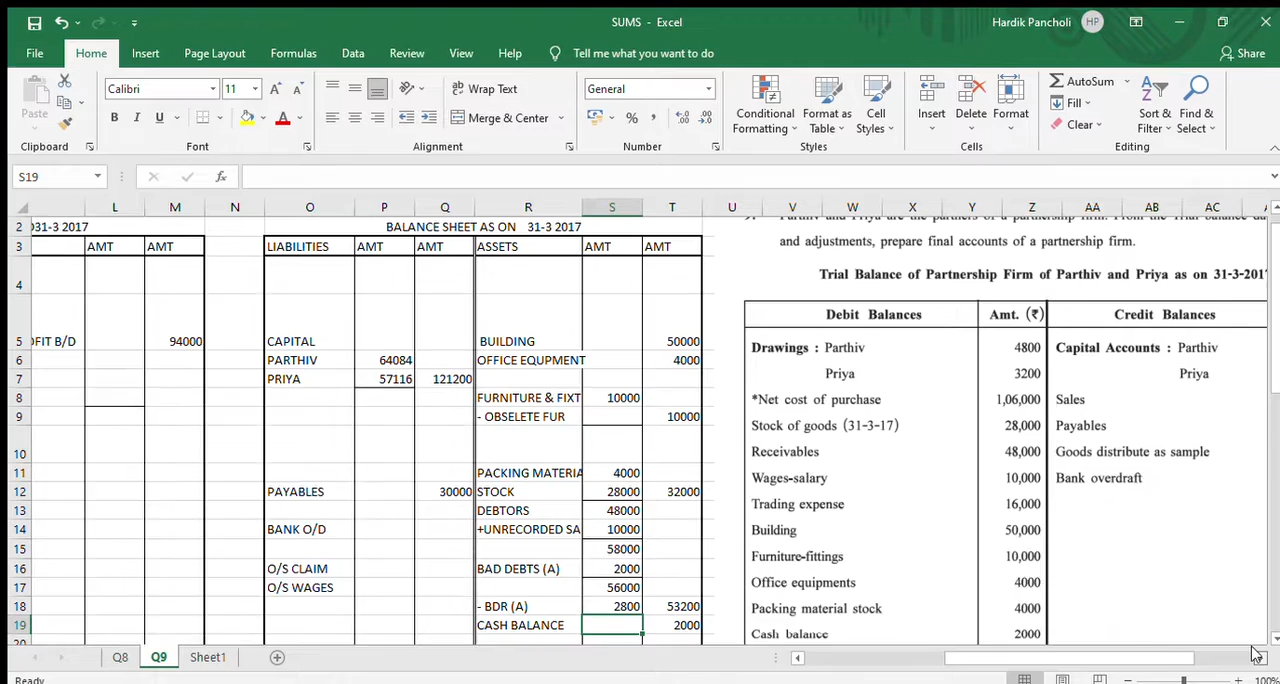 SUMS - Excel
Hardik Pancholi HP
File Home Insert Page Layout Formulas Data Review View Help Tell me what you want to do Share
Calibri 11 Wrap Text General AutoSum
Paste B I U Merge & Center % , Conditional Formatting Format as Table Cell Styles Insert Delete Format Fill Clear Sort & Filter Find & Select
Clipboard Font Alignment Number Styles Cells Editing
S19 fx
L M N O P Q R S T U V W X Y Z AA AB AC
2 31-3 2017 BALANCE SHEET AS ON 31-3 2017
3 AMT AMT LIABILITIES AMT AMT ASSETS AMT AMT
4
5 FIT B/D 94000 CAPITAL BUILDING 50000
6 PARTHIV 64084 OFFICE EQUPMENT 4000
7 PRIYA 57116 121200
8 FURNITURE & FIXT 10000
9 - OBSELETE FUR 10000
10
11 PACKING MATERIA 4000
12 PAYABLES 30000 STOCK 28000 32000
13 DEBTORS 48000
14 BANK O/D +UNRECORDED SA 10000
15 58000
16 O/S CLAIM BAD DEBTS (A) 2000
17 O/S WAGES 56000
18 - BDR (A) 2800 53200
19 CASH BALANCE 2000
20
and adjustments, prepare final accounts of a partnership firm.
Trial Balance of Partnership Firm of Parthiv and Priya as on 31-3-2017
Debit Balances Amt. (₹) Credit Balances
Drawings : Parthiv 4800 Capital Accounts : Parthiv
Priya 3200 Priya
*Net cost of purchase 1,06,000 Sales
Stock of goods (31-3-17) 28,000 Payables
Receivables 48,000 Goods distribute as sample
Wages-salary 10,000 Bank overdraft
Trading expense 16,000
Building 50,000
Furniture-fittings 10,000
Office equipments 4000
Packing material stock 4000
Cash balance 2000
Q8 Q9 Sheet1
Ready 100%